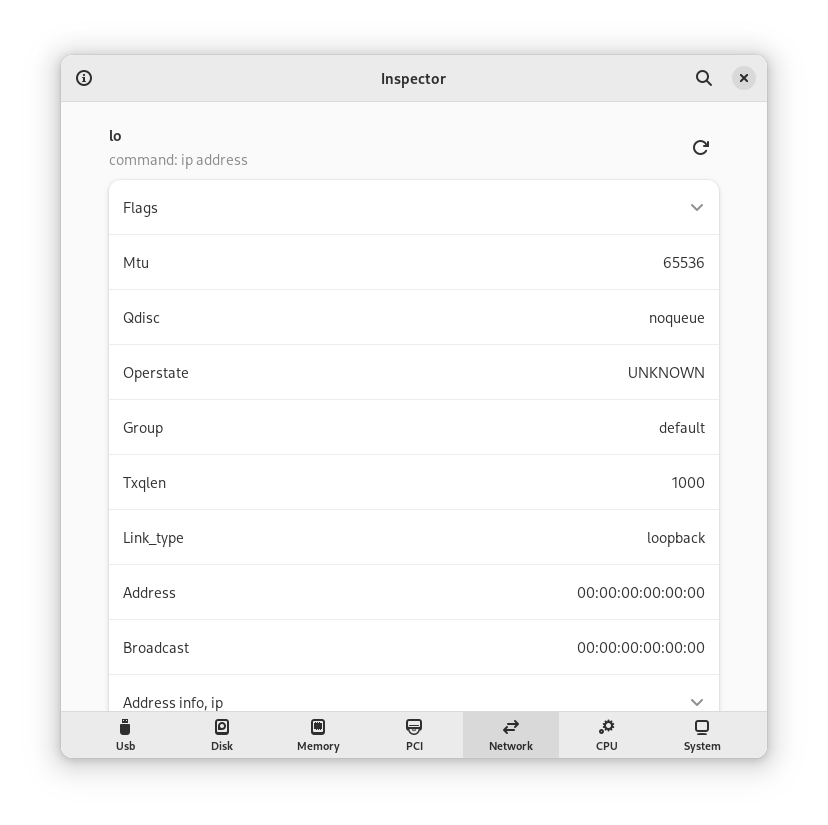 Inspector
lo
command: ip address
Flags
Mtu 65536
Qdisc noqueue
Operstate UNKNOWN
Group default
Txqlen 1000
Link_type loopback
Address 00:00:00:00:00:00
Broadcast 00:00:00:00:00:00
Address info, ip
Usb Disk Memory PCI Network CPU System